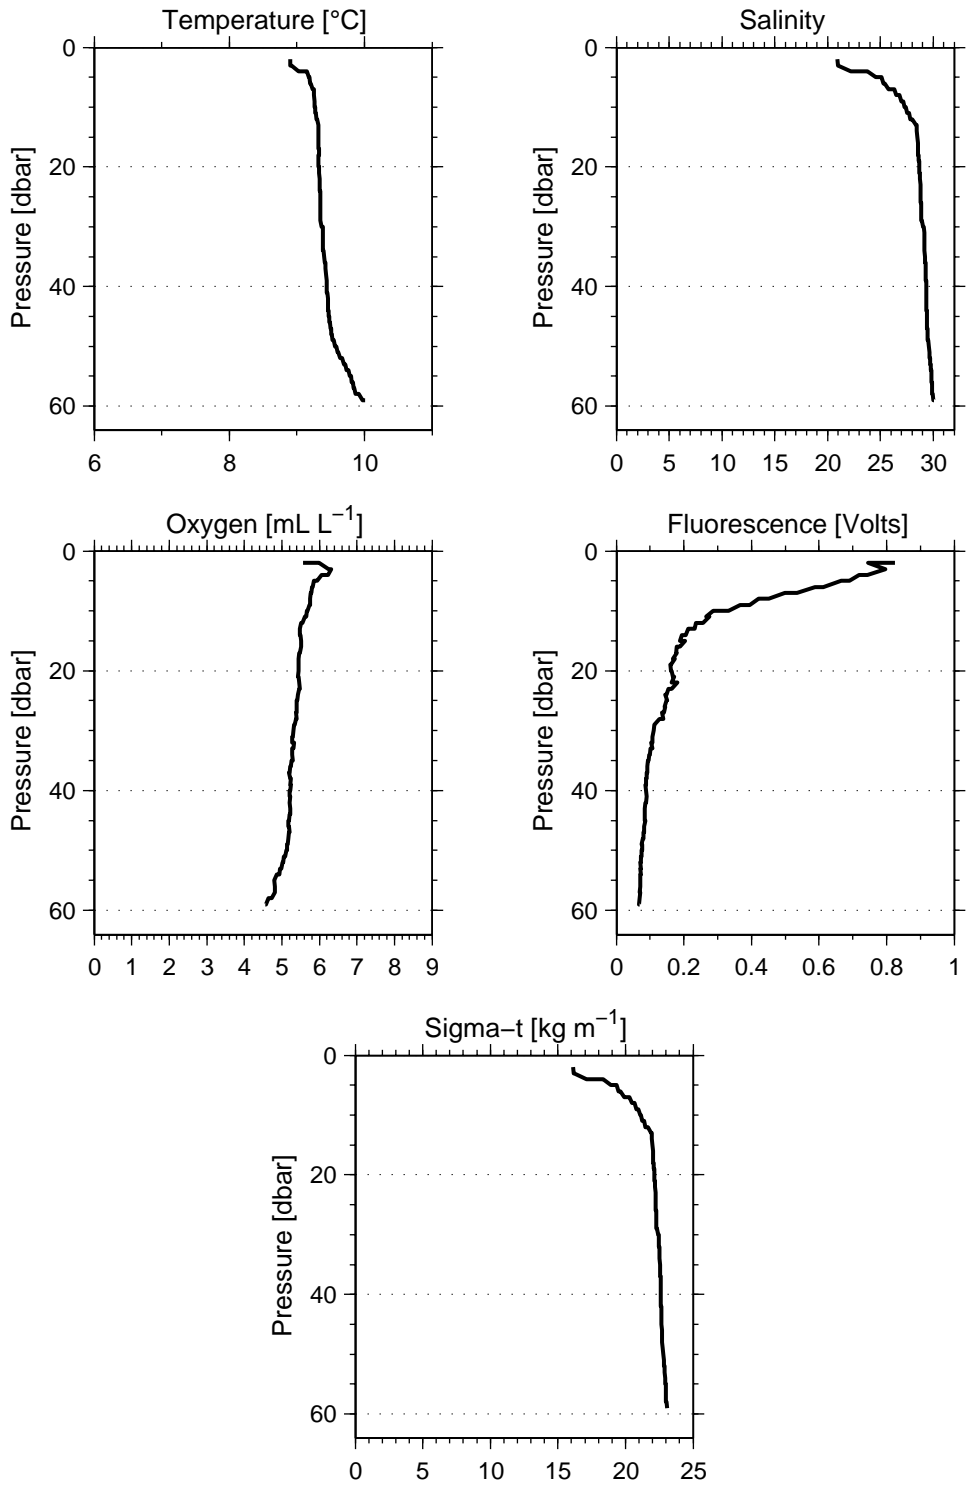 Temperature [°C]
0
20
40
60
Pressure [dbar]
6 8 10
Salinity
0
20
40
60
Pressure [dbar]
0 5 10 15 20 25 30
Oxygen [mL L−1]
0
20
40
60
Pressure [dbar]
0 1 2 3 4 5 6 7 8 9
Fluorescence [Volts]
0
20
40
60
Pressure [dbar]
0 0.2 0.4 0.6 0.8 1
Sigma−t [kg m−1]
0
20
40
60
Pressure [dbar]
0 5 10 15 20 25